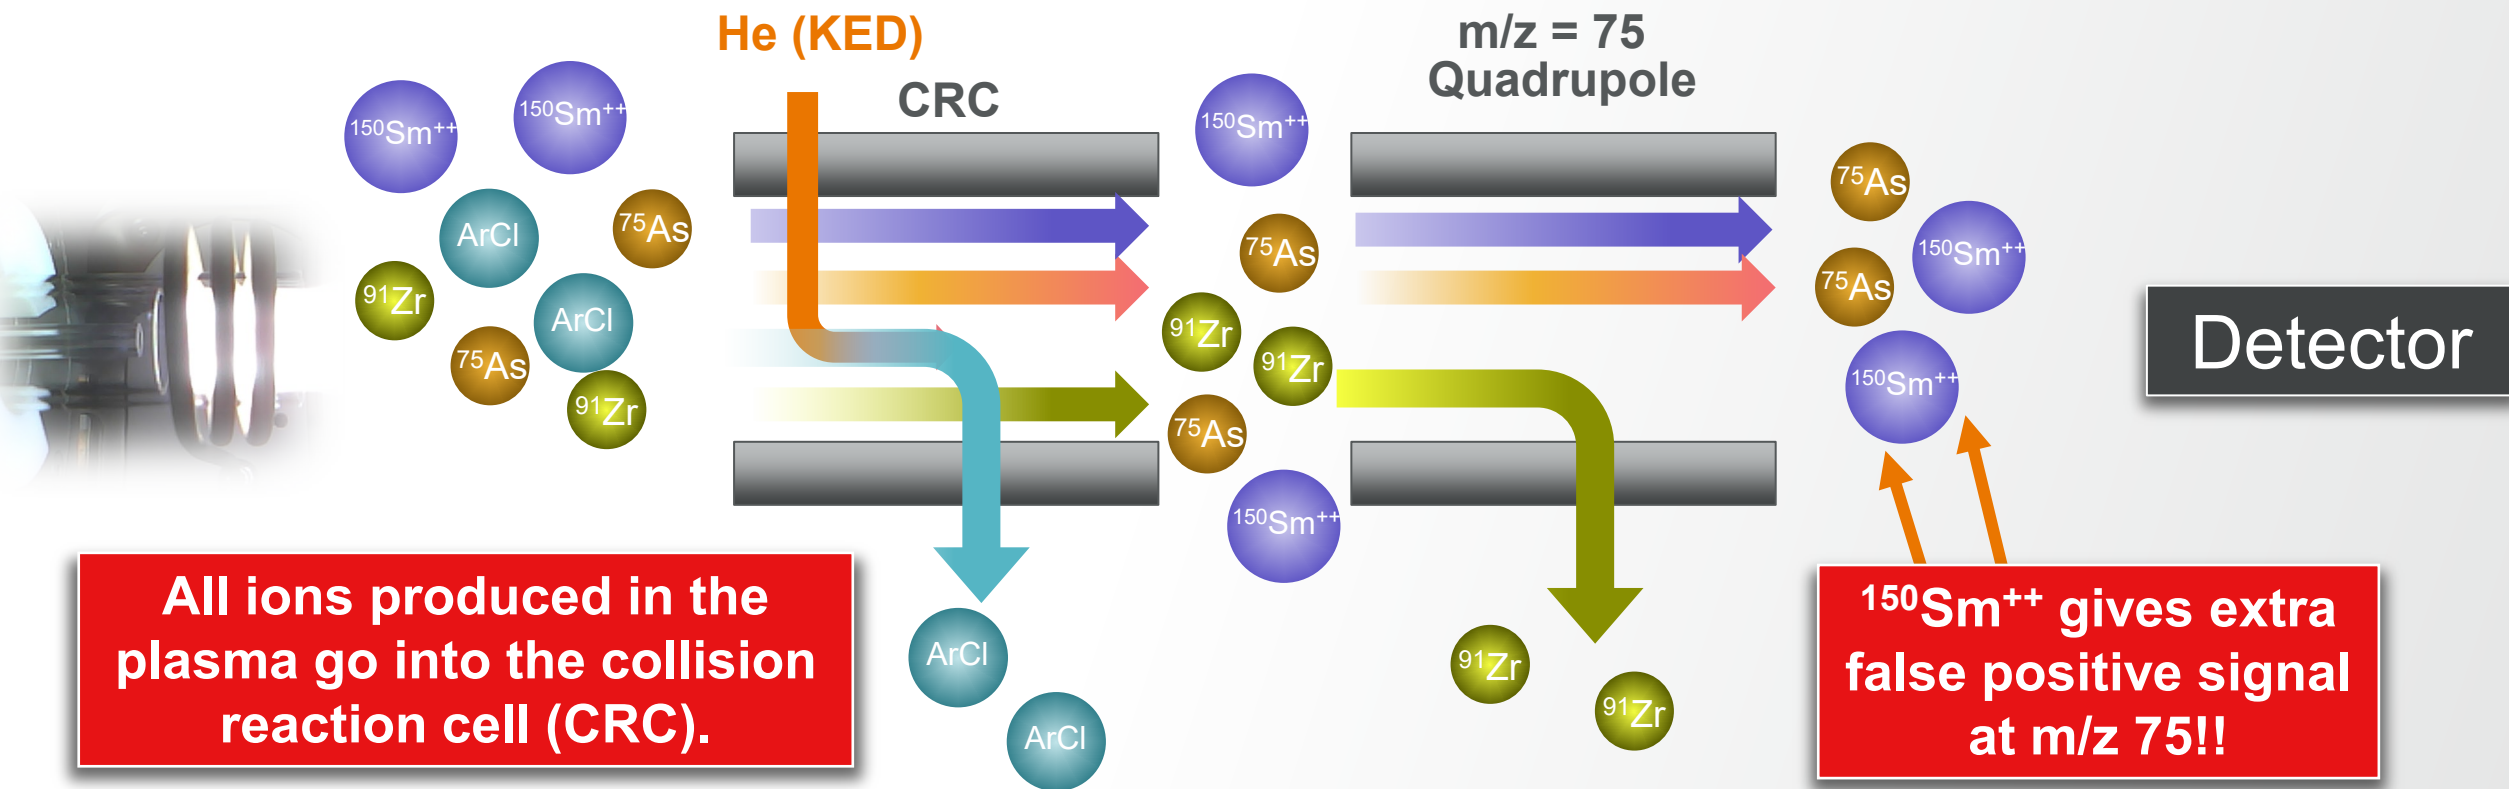 He (KED)
CRC
m/z = 75
Quadrupole
¹⁵⁰Sm⁺⁺
¹⁵⁰Sm⁺⁺
ArCl
⁷⁵As
⁹¹Zr
ArCl
⁷⁵As
⁹¹Zr
¹⁵⁰Sm⁺⁺
⁷⁵As
⁹¹Zr
⁹¹Zr
⁷⁵As
¹⁵⁰Sm⁺⁺
⁷⁵As
¹⁵⁰Sm⁺⁺
⁷⁵As
¹⁵⁰Sm⁺⁺
Detector
All ions produced in the
plasma go into the collision
reaction cell (CRC).
ArCl
ArCl
⁹¹Zr
⁹¹Zr
¹⁵⁰Sm⁺⁺ gives extra
false positive signal
at m/z 75!!